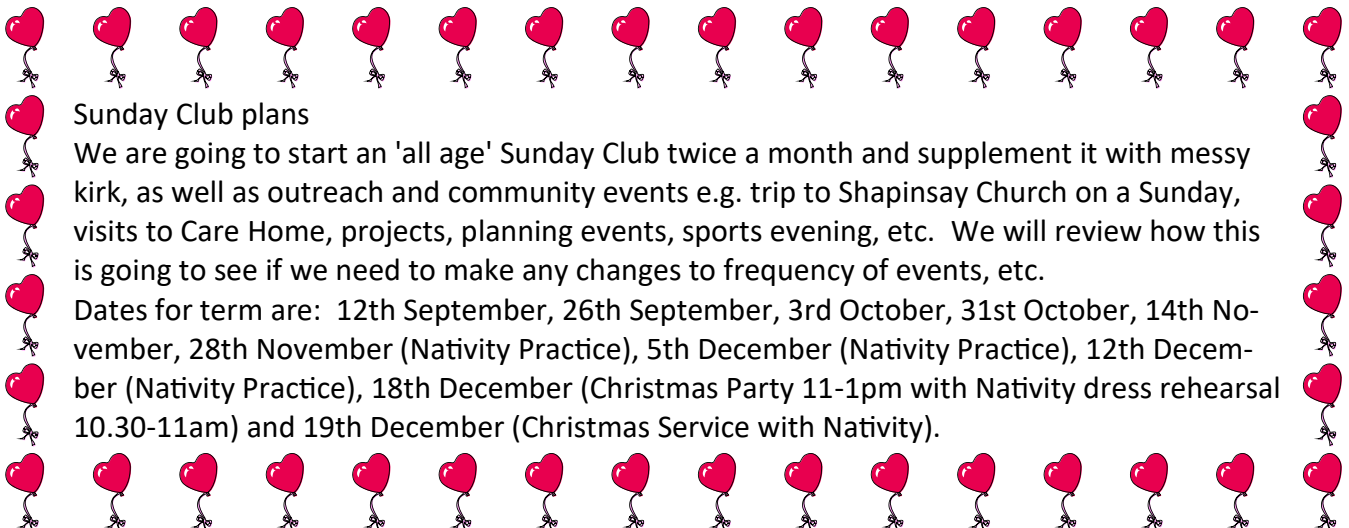 Sunday Club plans
We are going to start an 'all age' Sunday Club twice a month and supplement it with messy
kirk, as well as outreach and community events e.g. trip to Shapinsay Church on a Sunday,
visits to Care Home, projects, planning events, sports evening, etc.  We will review how this
is going to see if we need to make any changes to frequency of events, etc.
Dates for term are:  12th September, 26th September, 3rd October, 31st October, 14th No-
vember, 28th November (Nativity Practice), 5th December (Nativity Practice), 12th Decem-
ber (Nativity Practice), 18th December (Christmas Party 11-1pm with Nativity dress rehearsal
10.30-11am) and 19th December (Christmas Service with Nativity).